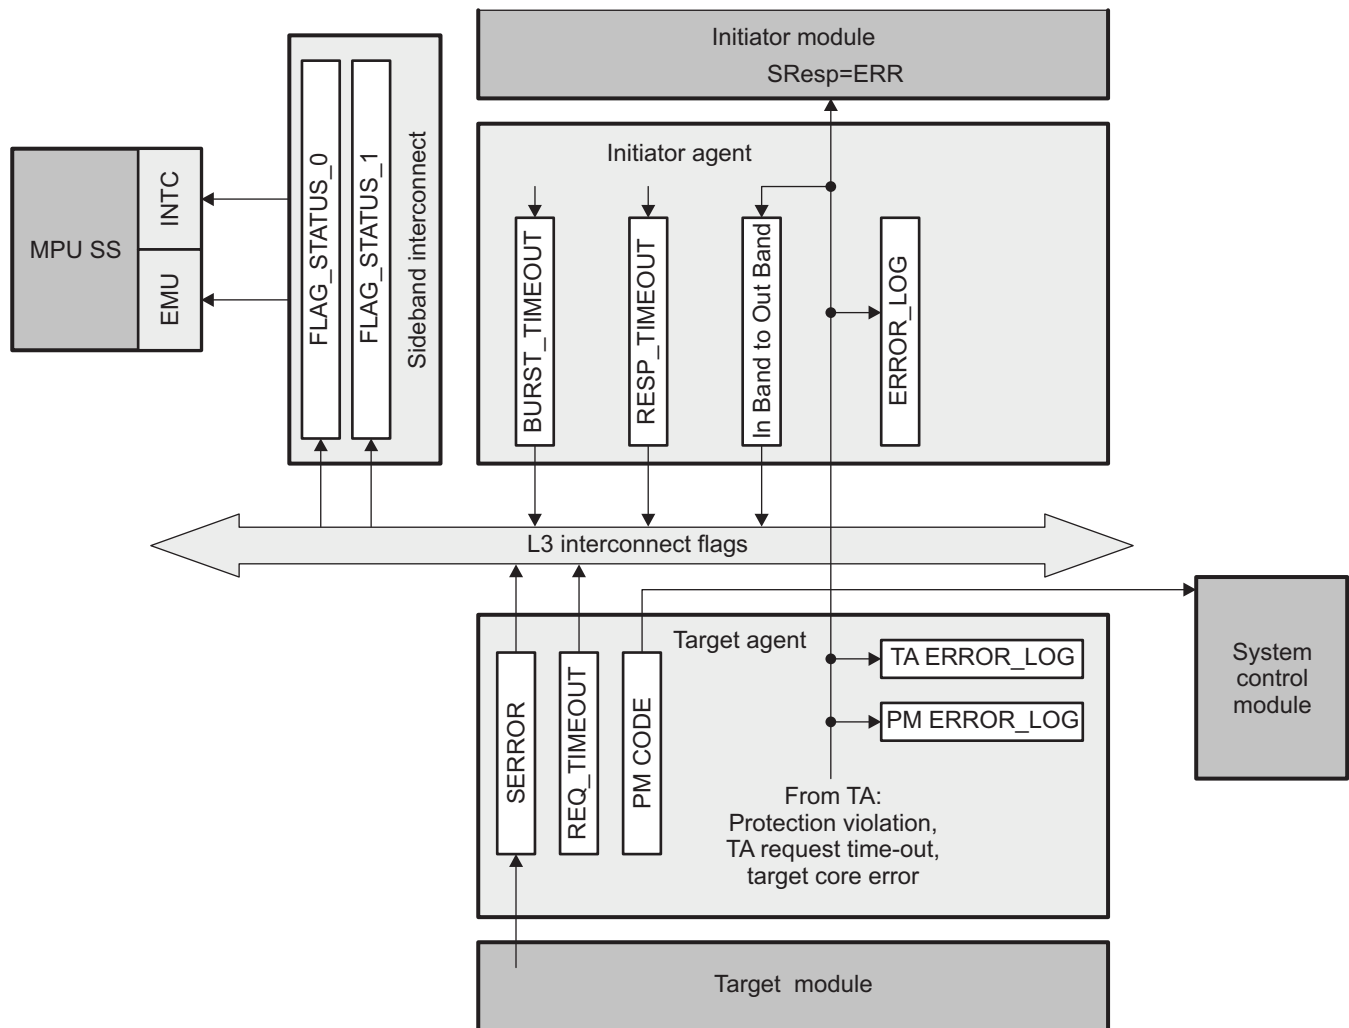 Initiator module
SResp=ERR
MPU SS
INTC
EMU
FLAG_STATUS_0
FLAG_STATUS_1
Sideband interconnect
Initiator agent
BURST_TIMEOUT
RESP_TIMEOUT
In Band to Out Band
ERROR_LOG
L3 interconnect flags
Target agent
SERROR
REQ_TIMEOUT
PM CODE
TA ERROR_LOG
PM ERROR_LOG
From TA:
Protection violation,
TA request time-out,
target core error
System
control
module
Target module